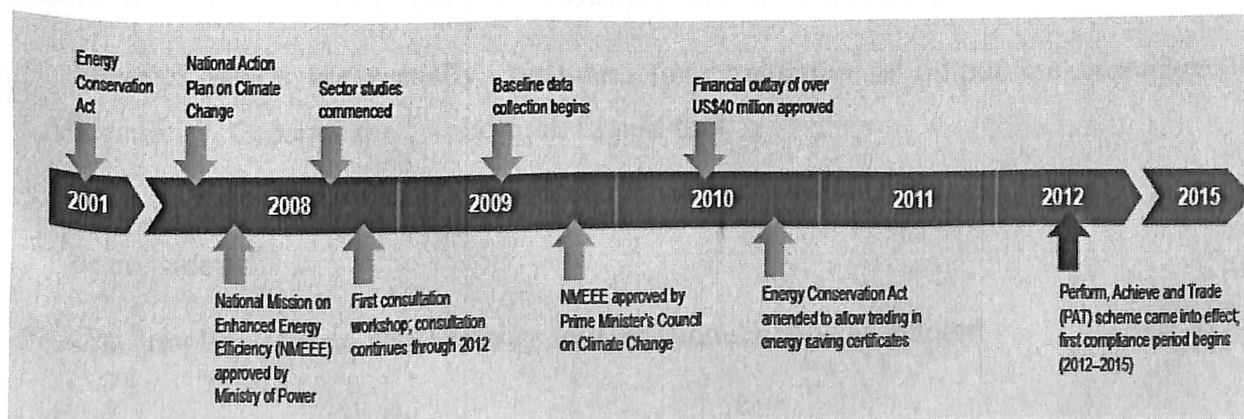 Energy
Conservation
Act
National Action
Plan on Climate
Change
Sector studies
commenced
Baseline data
collection begins
Financial outlay of over
US$40 million approved
2001
2008
2009
2010
2011
2012
2015
National Mission on
Enhanced Energy
Efficiency (NMEEE)
approved by
Ministry of Power
First consultation
workshop; consultation
continues through 2012
NMEEE approved by
Prime Minister's Council
on Climate Change
Energy Conservation Act
amended to allow trading in
energy saving certificates
Perform, Achieve and Trade
(PAT) scheme came into effect;
first compliance period begins
(2012–2015)